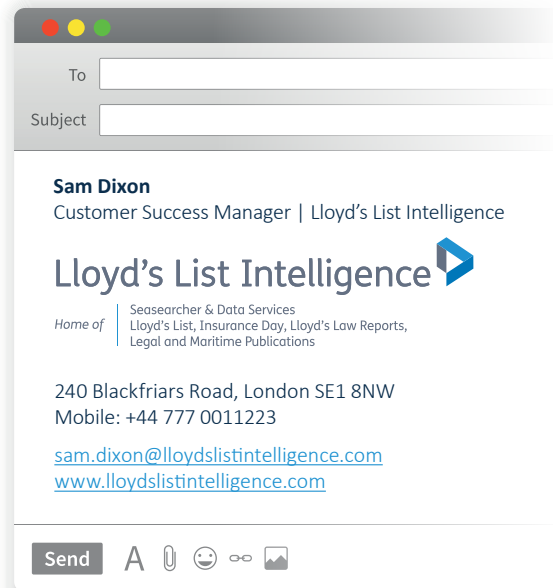 To
Subject
Sam Dixon
Customer Success Manager | Lloyd’s List Intelligence
Lloyd’s List Intelligence
Home of
Seasearcher & Data Services
Lloyd’s List, Insurance Day, Lloyd’s Law Reports,
Legal and Maritime Publications
240 Blackfriars Road, London SE1 8NW
Mobile: +44 777 0011223
sam.dixon@lloydslistintelligence.com
www.lloydslistintelligence.com
Send A